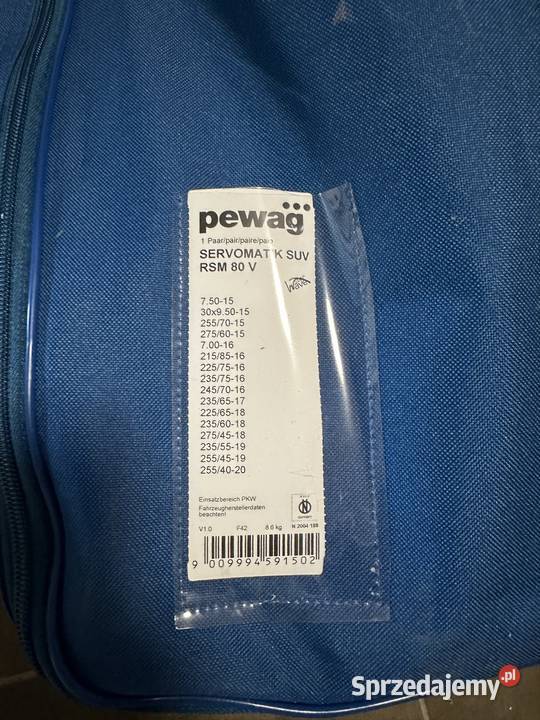 pewag
1 Paar/pair/paire/paio
SERVOMATIK SUV
RSM 80 V
Wave
7.50-15
30x9.50-15
255/70-15
275/60-15
7.00-16
215/85-16
225/75-16
235/75-16
245/70-16
235/65-17
225/65-18
235/60-18
275/45-18
235/55-19
255/45-19
255/40-20
Einsatzbereich PKW
Fahrzeugherstellerdaten
beachten!
V1.0 F42 8.6 kg N 2004 188
9 009994 591502
Sprzedajemy.pl